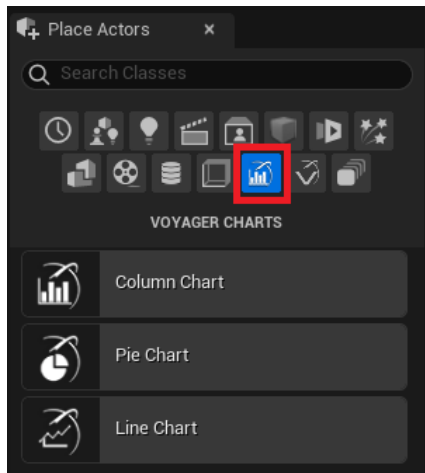 Place Actors
Search Classes
VOYAGER CHARTS
Column Chart
Pie Chart
Line Chart